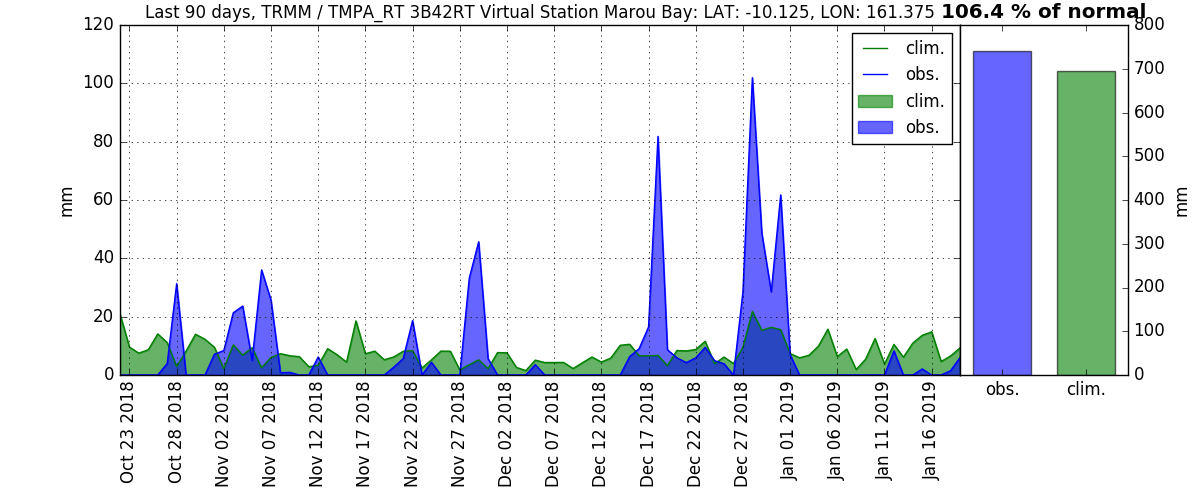 Last 90 days, TRMM / TMPA_RT 3B42RT Virtual Station Marou Bay: LAT: -10.125, LON: 161.375 106.4 % of normal
120
100
80
60
40
20
0
mm
clim.
obs.
clim.
obs.
800
700
600
500
400
300
200
100
0
mm
obs.
clim.
Oct 23 2018
Oct 28 2018
Nov 02 2018
Nov 07 2018
Nov 12 2018
Nov 17 2018
Nov 22 2018
Nov 27 2018
Dec 02 2018
Dec 07 2018
Dec 12 2018
Dec 17 2018
Dec 22 2018
Dec 27 2018
Jan 01 2019
Jan 06 2019
Jan 11 2019
Jan 16 2019